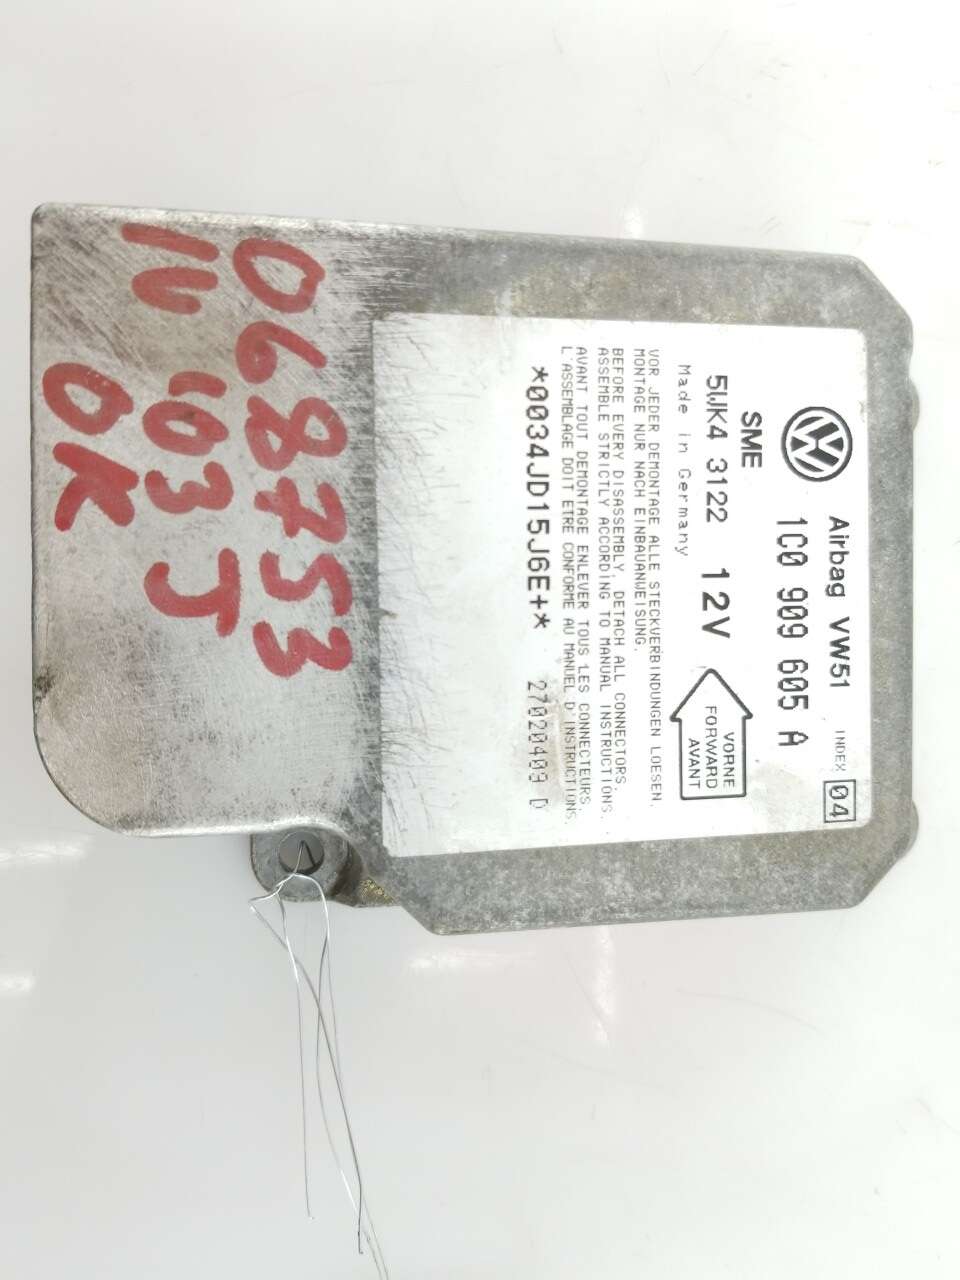 Airbag VW51 INDEX 04
1C0 909 605 A
SME
5WK4 3122 12V
VORNE
FORWARD
AVANT
Made in Germany
VOR JEDER DEMONTAGE ALLE STECKVERBINDUNGEN LOESEN.
MONTAGE NUR NACH EINBAUANWEISUNG.
BEFORE EVERY DISASSEMBLY, DETACH ALL CONNECTORS.
ASSEMBLE STRICTLY ACCORDING TO MANUAL INSTRUCTIONS.
AVANT TOUT DEMONTAGE ENLEVER TOUS LES CONNECTEURS.
L'ASSEMBLAGE DOIT ETRE CONFORME AU MANUEL D'INSTRUCTIONS.
*0034JD15J6E+* 27020409 D
068753
103 J
OK